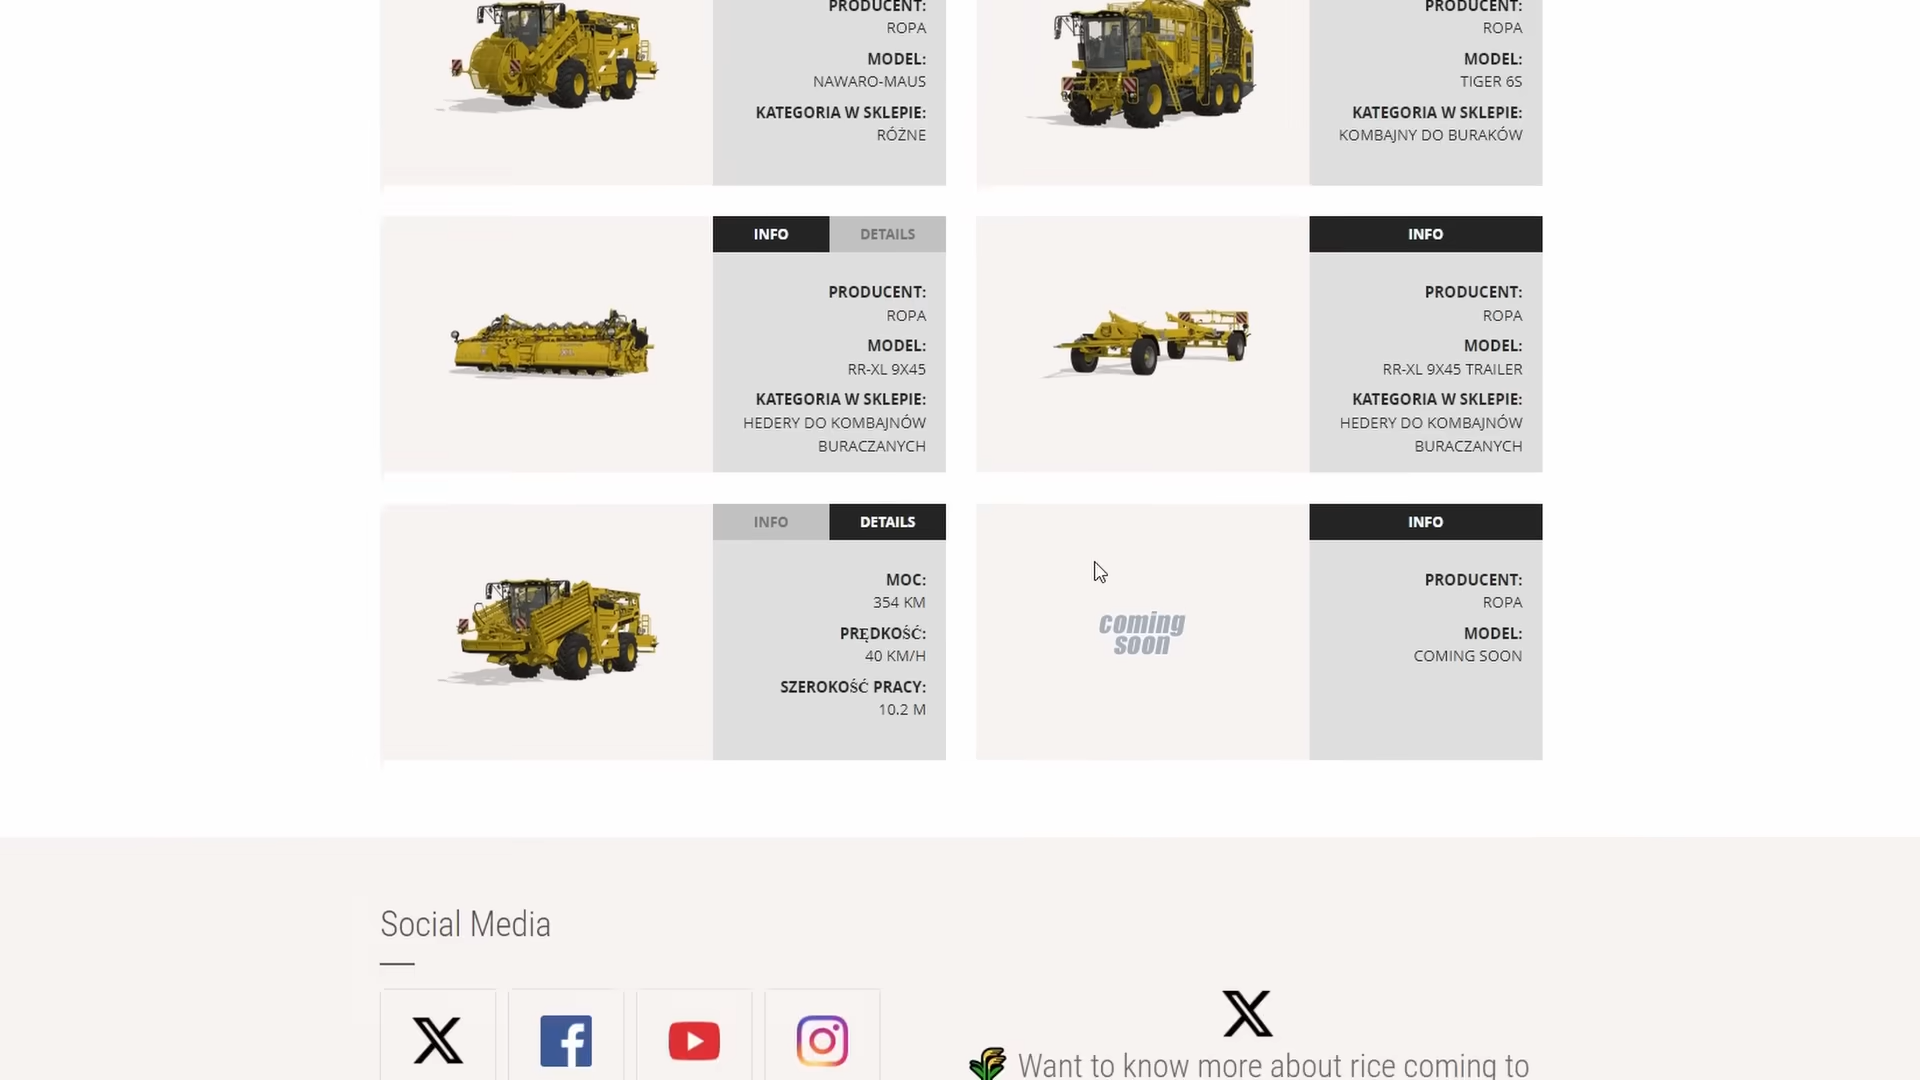 PRODUCENT:
ROPA
MODEL:
NAWARO-MAUS
KATEGORIA W SKLEPIE:
RÓŻNE
PRODUCENT:
ROPA
MODEL:
TIGER 6S
KATEGORIA W SKLEPIE:
KOMBAJNY DO BURAKÓW
INFO
DETAILS
PRODUCENT:
ROPA
MODEL:
RR-XL 9X45
KATEGORIA W SKLEPIE:
HEDERY DO KOMBAJNÓW
BURACZANYCH
INFO
PRODUCENT:
ROPA
MODEL:
RR-XL 9X45 TRAILER
KATEGORIA W SKLEPIE:
HEDERY DO KOMBAJNÓW
BURACZANYCH
INFO
DETAILS
MOC:
354 KM
PRĘDKOŚĆ:
40 KM/H
SZEROKOŚĆ PRACY:
10.2 M
coming
soon
INFO
PRODUCENT:
ROPA
MODEL:
COMING SOON
Social Media
Want to know more about rice coming to